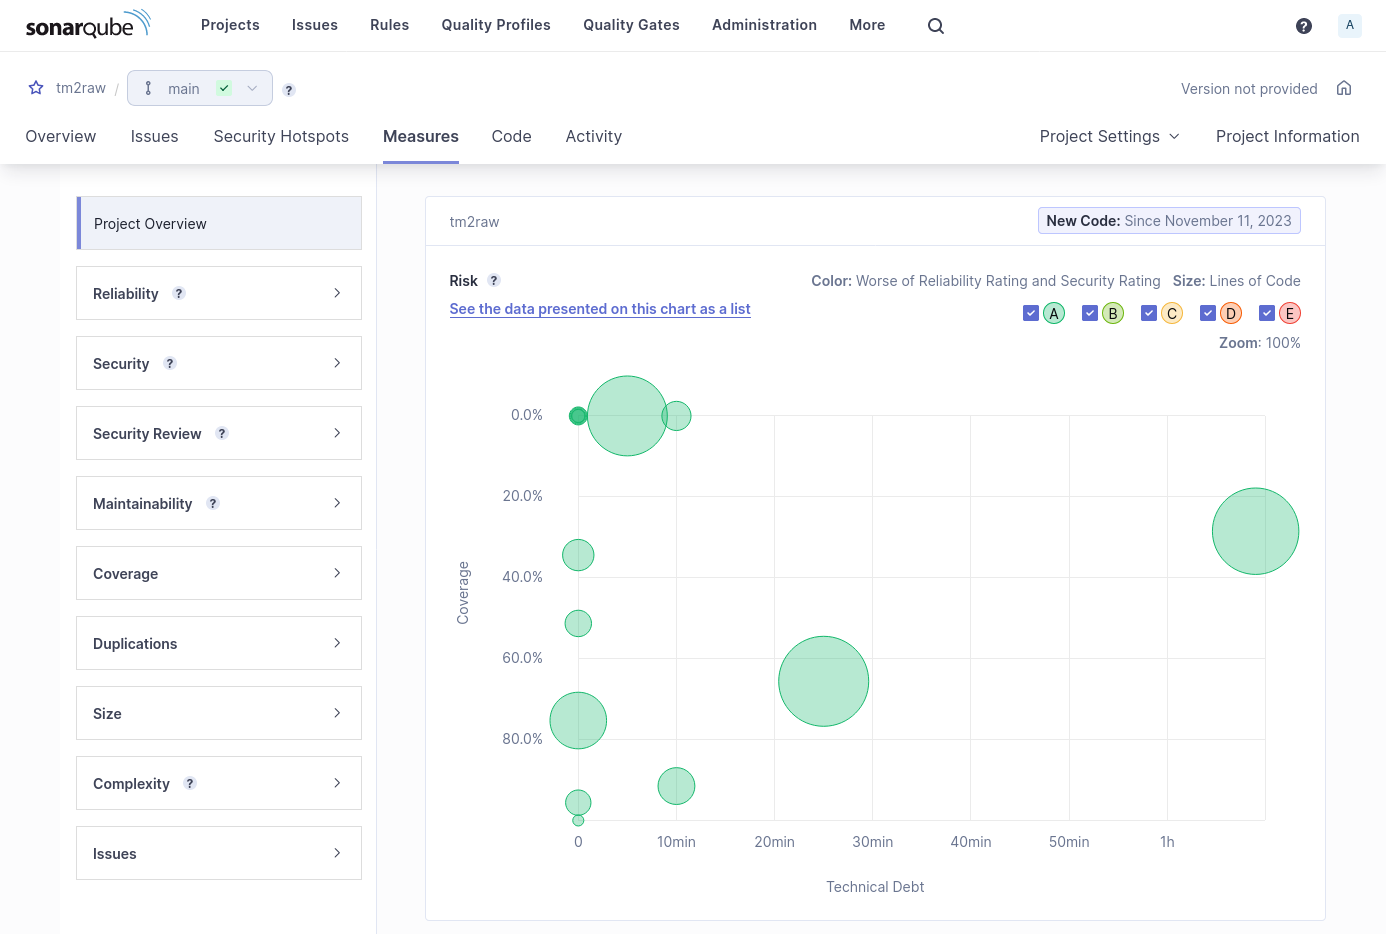 sonarqube Projects Issues Rules Quality Profiles Quality Gates Administration More ? A
tm2raw / main ? Version not provided
Overview Issues Security Hotspots Measures Code Activity Project Settings Project Information
Project Overview
Reliability ?
Security ?
Security Review ?
Maintainability ?
Coverage
Duplications
Size
Complexity ?
Issues
tm2raw New Code: Since November 11, 2023
Risk ? Color: Worse of Reliability Rating and Security Rating Size: Lines of Code
See the data presented on this chart as a list A B C D E
Zoom: 100%
0.0%
20.0%
40.0%
60.0%
80.0%
Coverage
0 10min 20min 30min 40min 50min 1h
Technical Debt